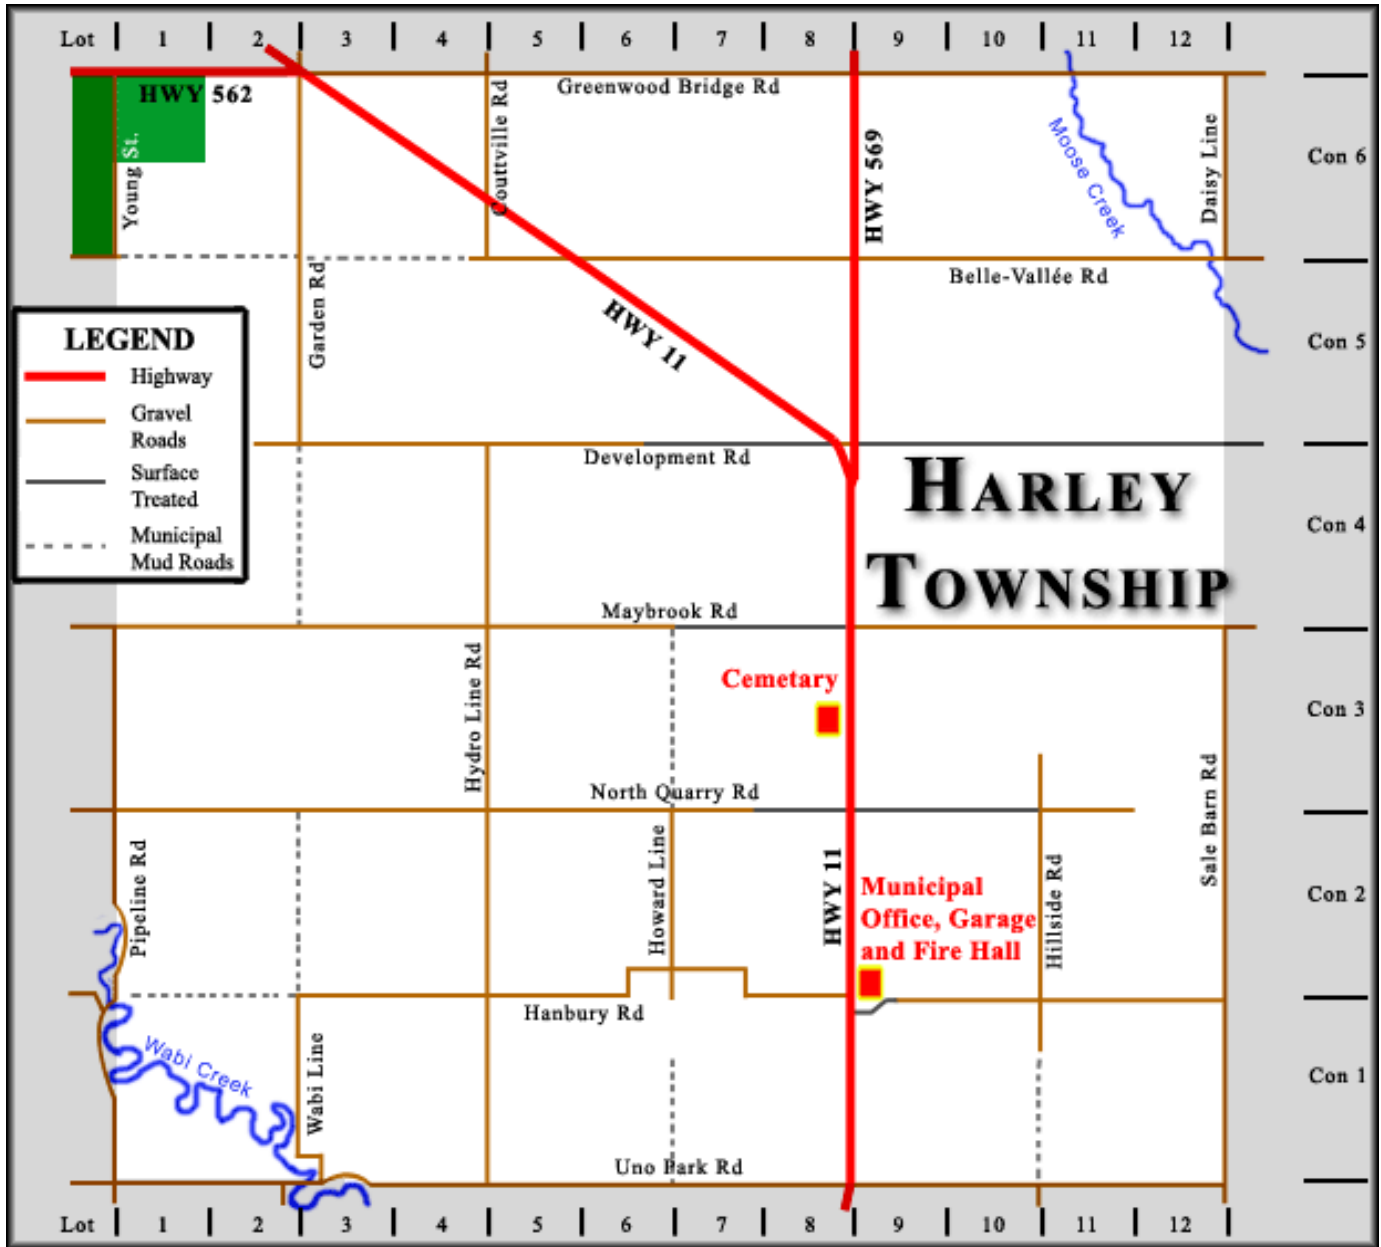 Lot 1 2 3 4 5 6 7 8 9 10 11 12
HWY 562
Greenwood Bridge Rd
Young St.
Couttville Rd
HWY 569
Moose Creek
Daisy Line
Con 6
Garden Rd
Belle-Vallée Rd
HWY 11
Con 5
LEGEND
Highway
Gravel
Roads
Surface
Treated
Municipal
Mud Roads
Development Rd
HARLEY
TOWNSHIP
Con 4
Maybrook Rd
Hydro Line Rd
Cemetary
Con 3
North Quarry Rd
Sale Barn Rd
Pipeline Rd
Howard Line
HWY 11
Municipal
Office, Garage
and Fire Hall
Hillside Rd
Con 2
Hanbury Rd
Wabi Creek
Wabi Line
Con 1
Uno Park Rd
Lot 1 2 3 4 5 6 7 8 9 10 11 12